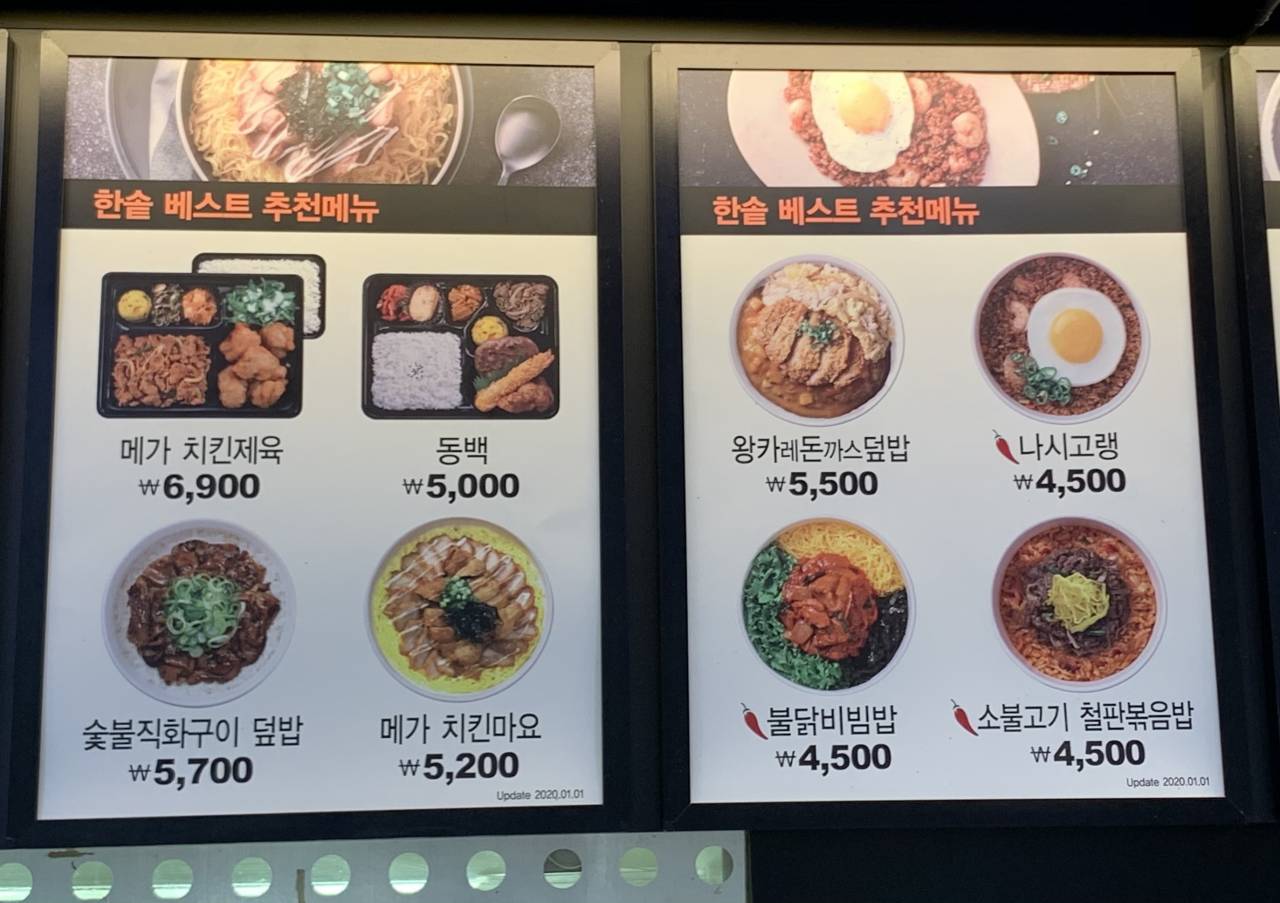 한솥 베스트 추천메뉴
메가 치킨제육
₩6,900
동백
₩5,000
숯불직화구이 덮밥
₩5,700
메가 치킨마요
₩5,200
Update 2020.01.01
한솥 베스트 추천메뉴
왕카레돈까스덮밥
₩5,500
나시고랭
₩4,500
불닭비빔밥
₩4,500
소불고기 철판볶음밥
₩4,500
Update 2020.01.01